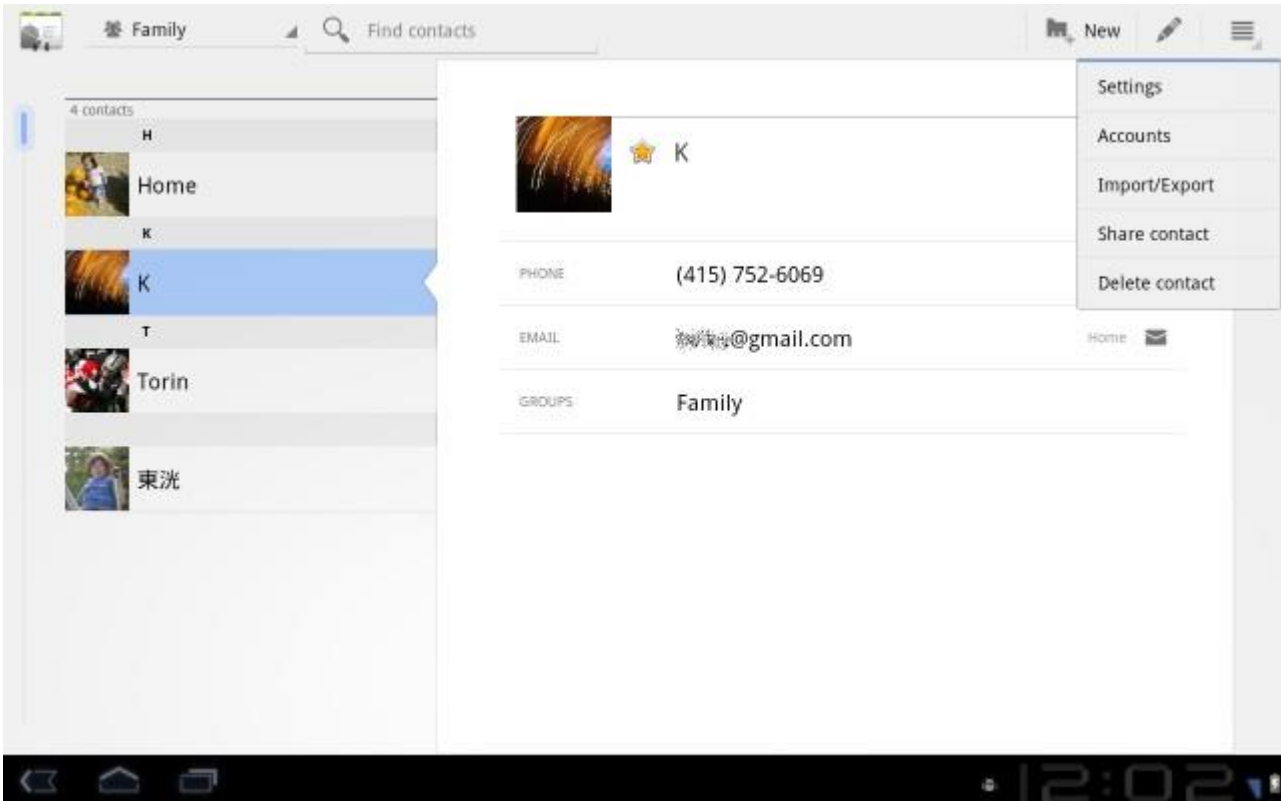 Family
Find contacts
New
Settings
Accounts
Import/Export
Share contact
Delete contact
4 contacts
H
Home
K
K
T
Torin
東洸
K
PHONE (415) 752-6069
EMAIL @gmail.com Home
GROUPS Family
12:02